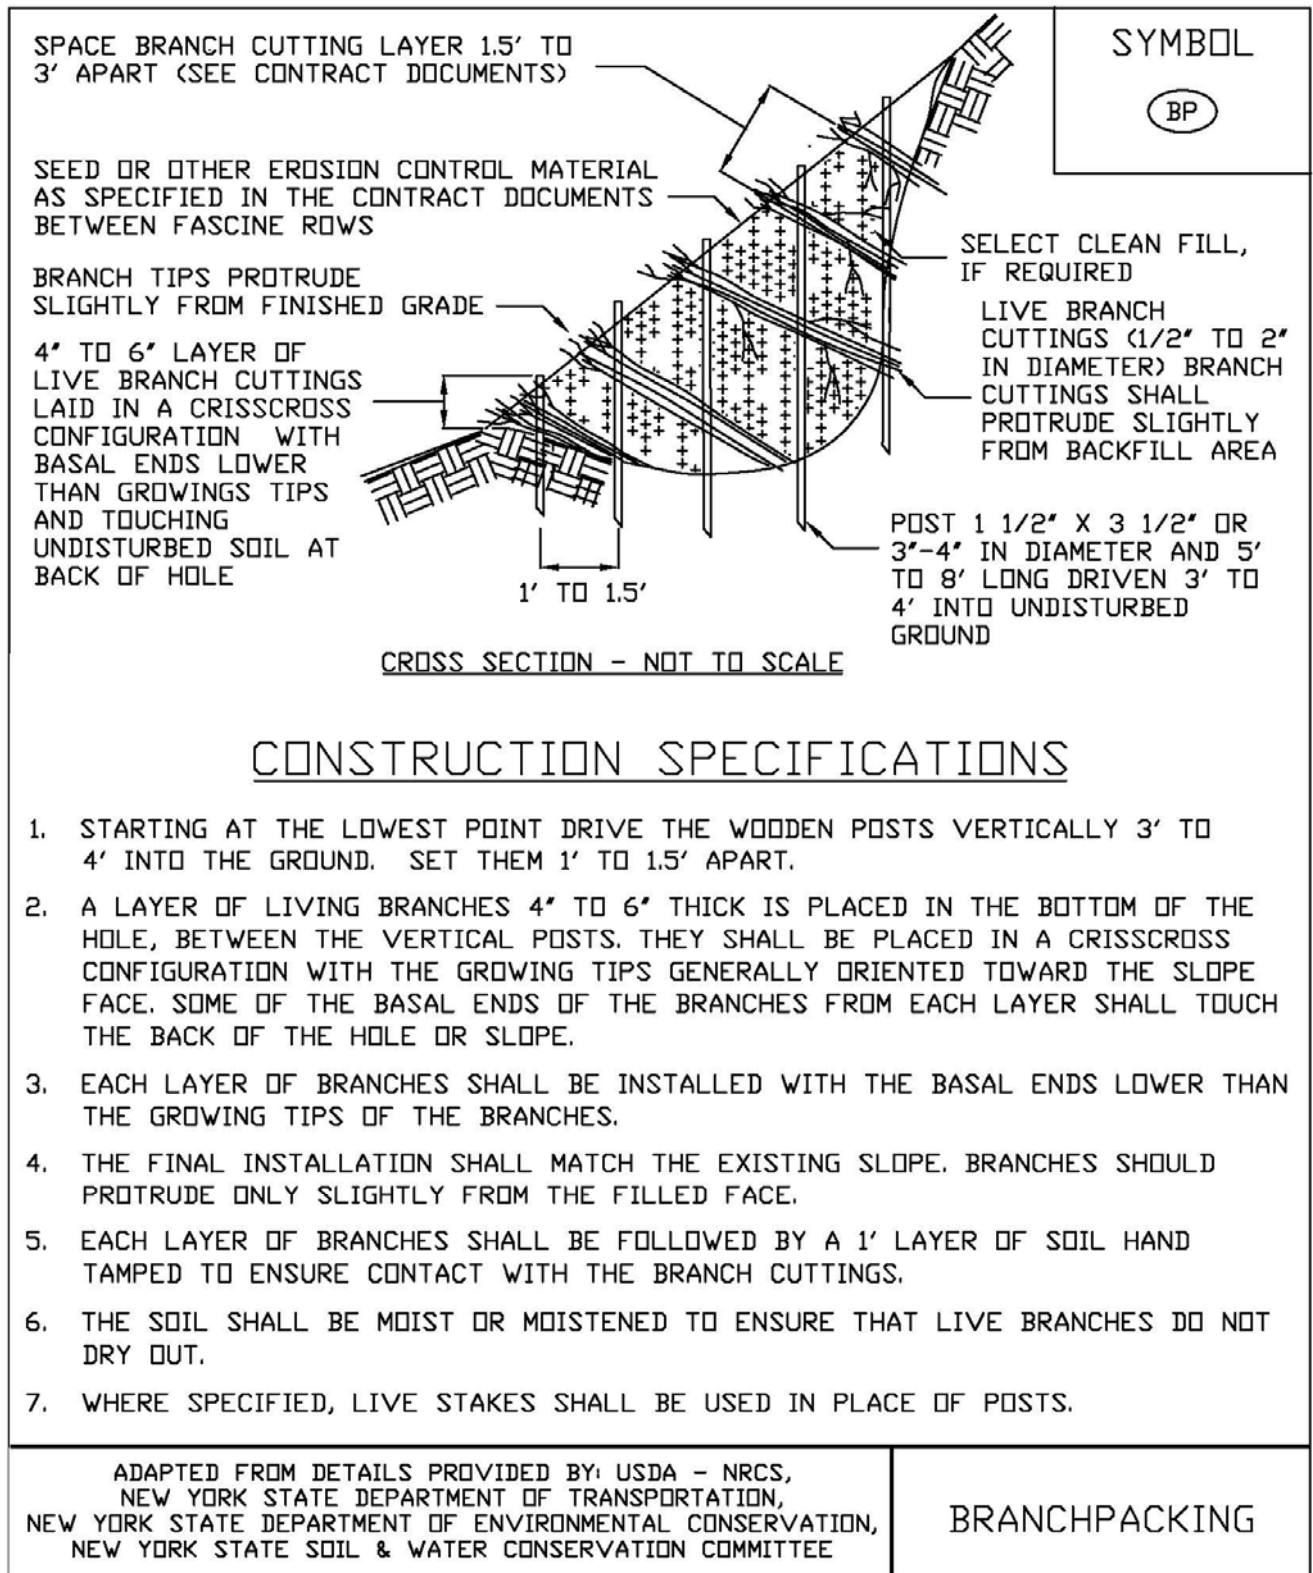 SPACE BRANCH CUTTING LAYER 1.5' TO
3' APART (SEE CONTRACT DOCUMENTS)
SYMBOL
BP
SEED OR OTHER EROSION CONTROL MATERIAL
AS SPECIFIED IN THE CONTRACT DOCUMENTS
BETWEEN FASCINE ROWS
BRANCH TIPS PROTRUDE
SLIGHTLY FROM FINISHED GRADE
4" TO 6" LAYER OF
LIVE BRANCH CUTTINGS
LAID IN A CRISSCROSS
CONFIGURATION WITH
BASAL ENDS LOWER
THAN GROWINGS TIPS
AND TOUCHING
UNDISTURBED SOIL AT
BACK OF HOLE
SELECT CLEAN FILL,
IF REQUIRED
LIVE BRANCH
CUTTINGS (1/2" TO 2"
IN DIAMETER) BRANCH
CUTTINGS SHALL
PROTRUDE SLIGHTLY
FROM BACKFILL AREA
POST 1 1/2" X 3 1/2" OR
3"-4" IN DIAMETER AND 5'
TO 8' LONG DRIVEN 3' TO
4' INTO UNDISTURBED
GROUND
1' TO 1.5'
CROSS SECTION - NOT TO SCALE
CONSTRUCTION SPECIFICATIONS
1. STARTING AT THE LOWEST POINT DRIVE THE WOODEN POSTS VERTICALLY 3' TO
4' INTO THE GROUND. SET THEM 1' TO 1.5' APART.
2. A LAYER OF LIVING BRANCHES 4" TO 6" THICK IS PLACED IN THE BOTTOM OF THE
HOLE, BETWEEN THE VERTICAL POSTS. THEY SHALL BE PLACED IN A CRISSCROSS
CONFIGURATION WITH THE GROWING TIPS GENERALLY ORIENTED TOWARD THE SLOPE
FACE. SOME OF THE BASAL ENDS OF THE BRANCHES FROM EACH LAYER SHALL TOUCH
THE BACK OF THE HOLE OR SLOPE.
3. EACH LAYER OF BRANCHES SHALL BE INSTALLED WITH THE BASAL ENDS LOWER THAN
THE GROWING TIPS OF THE BRANCHES.
4. THE FINAL INSTALLATION SHALL MATCH THE EXISTING SLOPE. BRANCHES SHOULD
PROTRUDE ONLY SLIGHTLY FROM THE FILLED FACE.
5. EACH LAYER OF BRANCHES SHALL BE FOLLOWED BY A 1' LAYER OF SOIL HAND
TAMPED TO ENSURE CONTACT WITH THE BRANCH CUTTINGS.
6. THE SOIL SHALL BE MOIST OR MOISTENED TO ENSURE THAT LIVE BRANCHES DO NOT
DRY OUT.
7. WHERE SPECIFIED, LIVE STAKES SHALL BE USED IN PLACE OF POSTS.
ADAPTED FROM DETAILS PROVIDED BY: USDA - NRCS,
NEW YORK STATE DEPARTMENT OF TRANSPORTATION,
NEW YORK STATE DEPARTMENT OF ENVIRONMENTAL CONSERVATION,
NEW YORK STATE SOIL & WATER CONSERVATION COMMITTEE
BRANCHPACKING